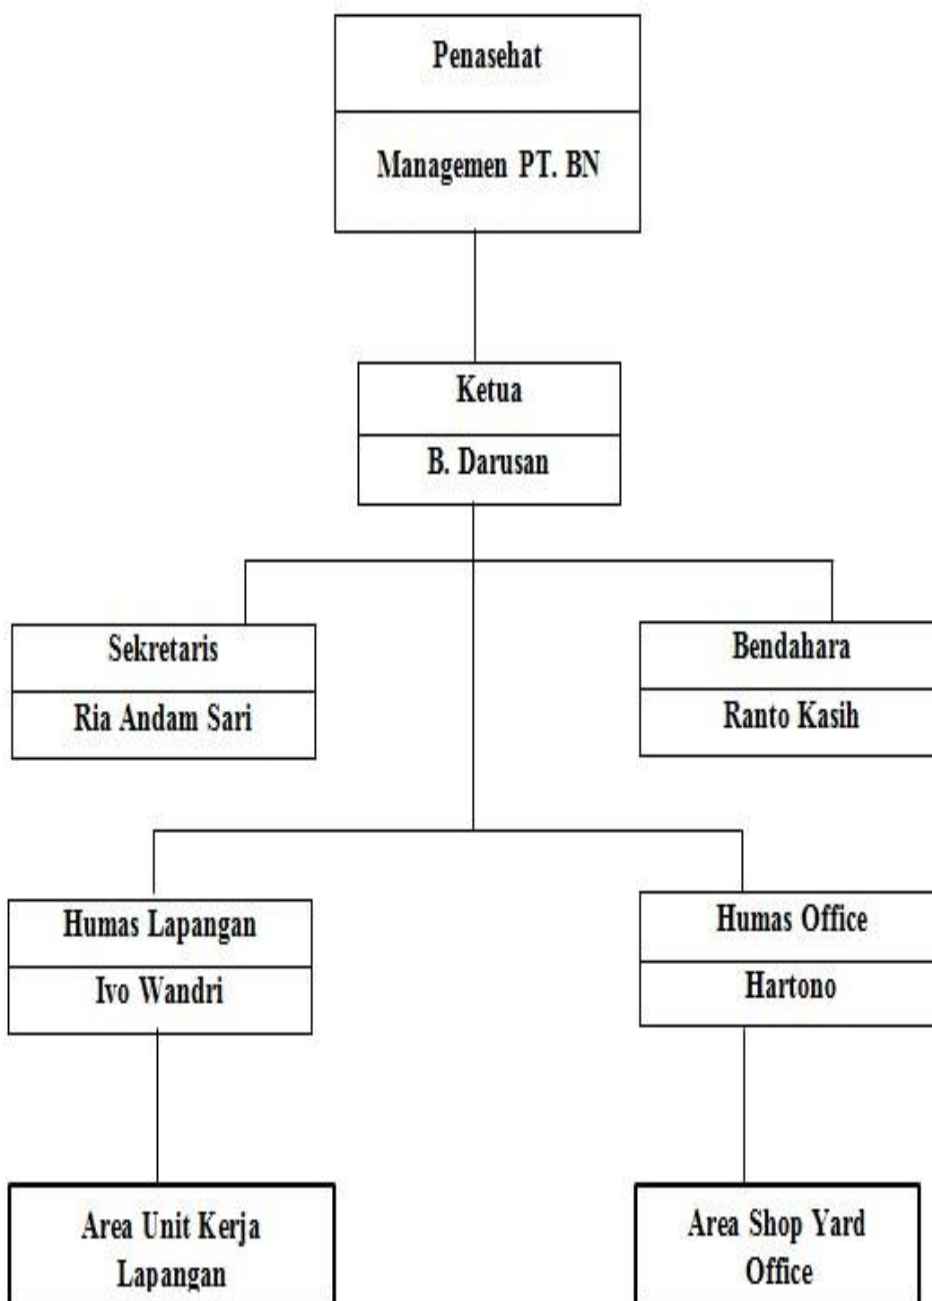 Penasehat
Managemen PT. BN
Ketua
B. Darusan
Sekretaris
Ria Andam Sari
Bendahara
Ranto Kasih
Humas Lapangan
Ivo Wandri
Humas Office
Hartono
Area Unit Kerja
Lapangan
Area Shop Yard
Office